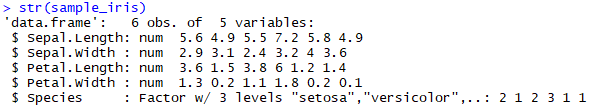 > str(sample_iris)
'data.frame':   6 obs. of  5 variables:
 $ Sepal.Length: num  5.6 4.9 5.5 7.2 5.8 4.9
 $ Sepal.Width : num  2.9 3.1 2.4 3.2 4 3.6
 $ Petal.Length: num  3.6 1.5 3.8 6 1.2 1.4
 $ Petal.Width : num  1.3 0.2 1.1 1.8 0.2 0.1
 $ Species     : Factor w/ 3 levels "setosa","versicolor",..: 2 1 2 3 1 1